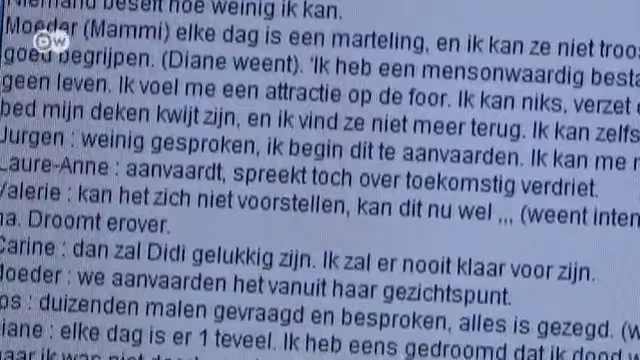 Niemand beseft hoe weinig ik kan.
Moeder (Mammi) elke dag is een marteling, en ik kan ze niet
goed begrijpen. (Diane weent). 'Ik heb een mensonwaardig
geen leven. Ik voel me een attractie op de foor. Ik kan niks, verzet
bed mijn deken kwijt zijn, en ik vind ze niet meer terug. Ik kan zelfs
Jurgen : weinig gesproken, ik begin dit te aanvaarden. Ik kan me
Laure-Anne : aanvaardt, spreekt toch over toekomstig verdriet.
Valerie : kan het zich niet voorstellen, kan dit nu wel ,,, (weent
na. Droomt erover.
Carine : dan zal Didi gelukkig zijn. Ik zal er nooit klaar voor zijn.
Moeder : we aanvaarden het vanuit haar gezichtspunt.
: duizenden malen gevraagd en besproken, alles is gezegd.
Diane : elke dag is er 1 teveel. Ik heb eens gedroomd dat ik
DW